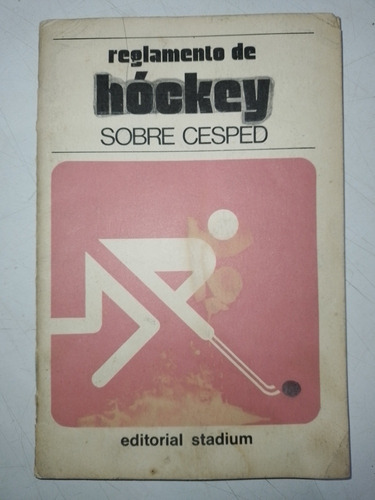 reglamento de
hóckey
SOBRE CESPED
editorial stadium